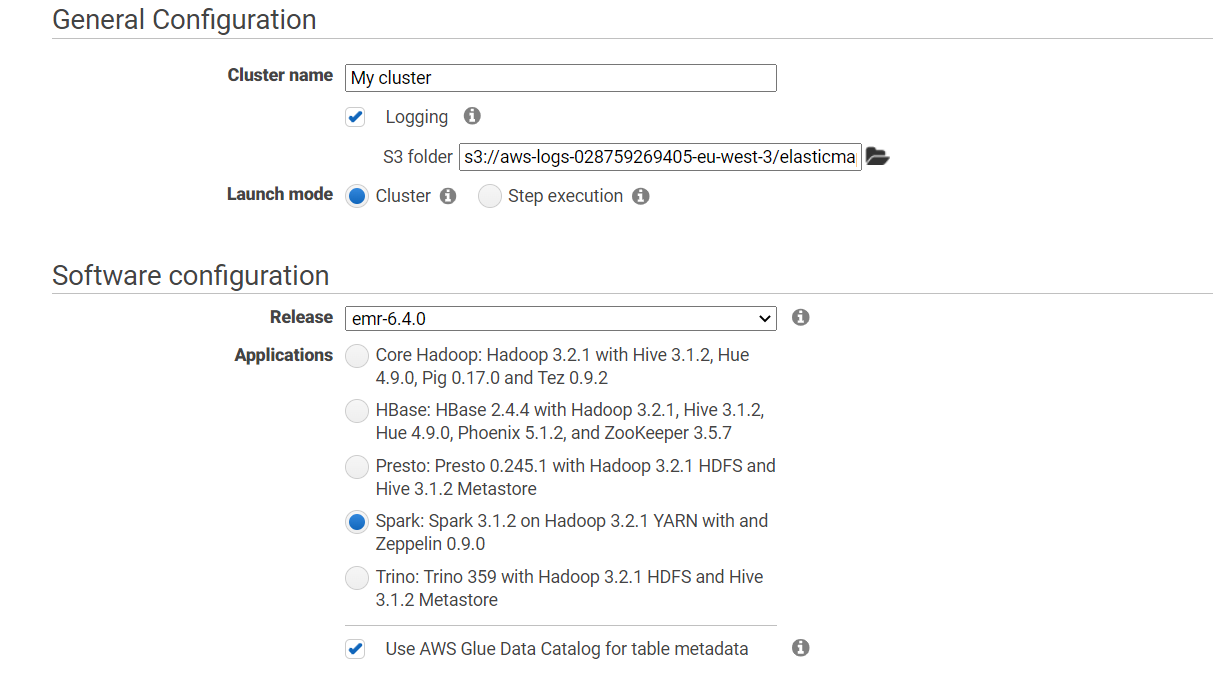 General Configuration
Cluster name My cluster
Logging
S3 folder s3://aws-logs-028759269405-eu-west-3/elasticma
Launch mode Cluster Step execution
Software configuration
Release emr-6.4.0
Applications Core Hadoop: Hadoop 3.2.1 with Hive 3.1.2, Hue
4.9.0, Pig 0.17.0 and Tez 0.9.2
HBase: HBase 2.4.4 with Hadoop 3.2.1, Hive 3.1.2,
Hue 4.9.0, Phoenix 5.1.2, and ZooKeeper 3.5.7
Presto: Presto 0.245.1 with Hadoop 3.2.1 HDFS and
Hive 3.1.2 Metastore
Spark: Spark 3.1.2 on Hadoop 3.2.1 YARN with and
Zeppelin 0.9.0
Trino: Trino 359 with Hadoop 3.2.1 HDFS and Hive
3.1.2 Metastore
Use AWS Glue Data Catalog for table metadata